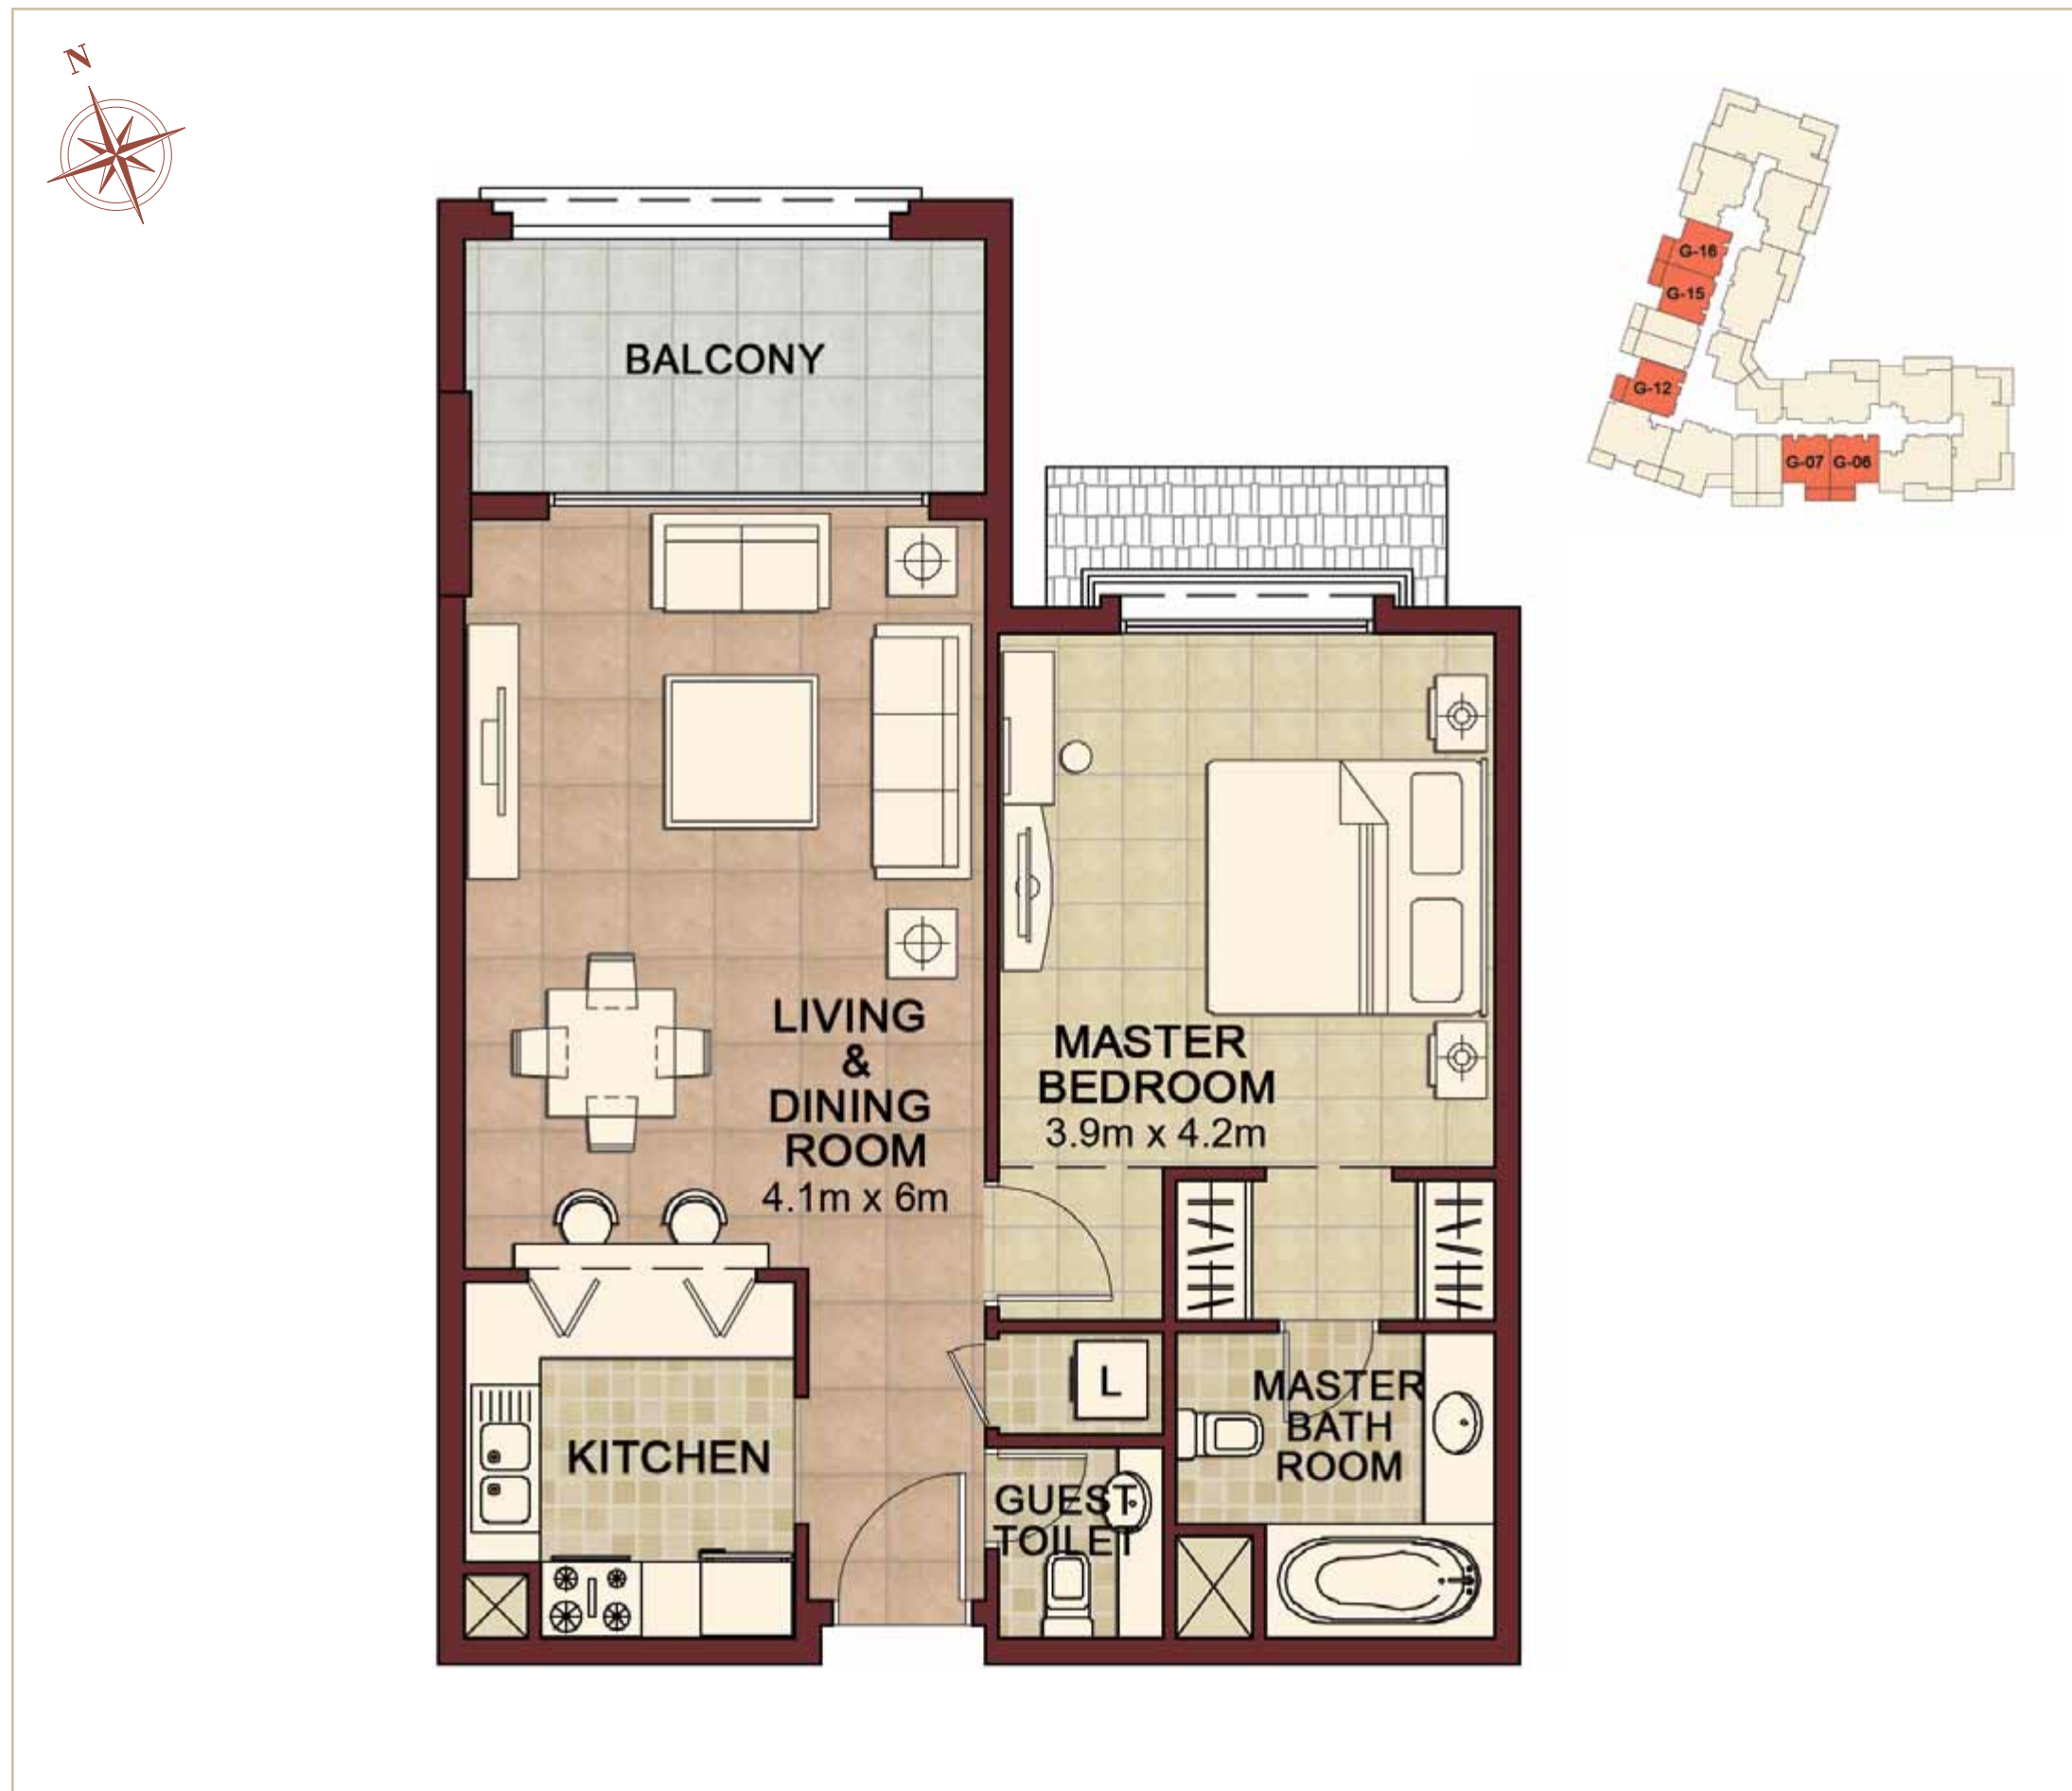 N
G-16
G-15
G-12
G-07
G-06
BALCONY
LIVING
&
DINING
ROOM
4.1m x 6m
MASTER
BEDROOM
3.9m x 4.2m
L
MASTER
BATH
ROOM
KITCHEN
GUEST
TOILET